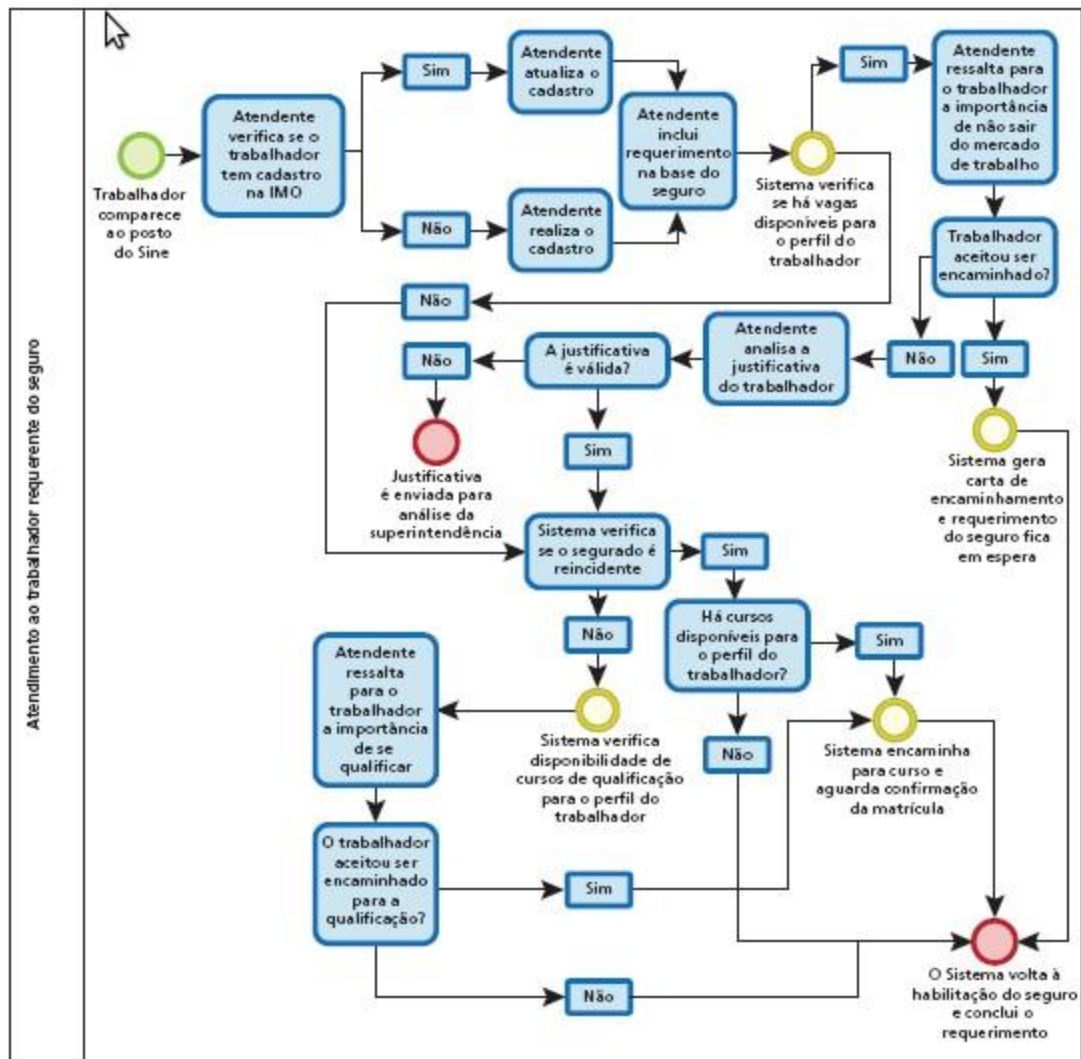 Atendimento ao trabalhador requerente do seguro
Trabalhador
comparece
ao posto
do Sine
Atendente
verifica se o
trabalhador
tem cadastro
na IMO
Sim
Atendente
atualiza o
cadastro
Não
Atendente
realiza o
cadastro
Atendente
inclui
requerimento
na base do
seguro
Sistema verifica
se há vagas
disponíveis para
o perfil do
trabalhador
Sim
Atendente
ressalta para
o trabalhador
a importância
de não sair
do mercado
de trabalho
Trabalhador
aceitou ser
encaminhado?
Não
Não
Sim
Atendente
analisa a
justificativa
do trabalhador
A justificativa
é válida?
Não
Justificativa
é enviada para
análise da
superintendência
Sim
Sistema gera
carta de
encaminhamento
e requerimento
do seguro fica
em espera
Sistema verifica
se o segurado é
reincidente
Sim
Não
Há cursos
disponíveis para
o perfil do
trabalhador?
Sim
Não
Sistema encaminha
para curso e
aguarda confirmação
da matrícula
Sistema verifica
disponibilidade de
cursos de qualificação
para o perfil do
trabalhador
Atendente
ressalta
para o
trabalhador
a importância
de se
qualificar
O trabalhador
aceitou ser
encaminhado
para a
qualificação?
Sim
Não
O Sistema volta à
habilitação do seguro
e conclui o
requerimento